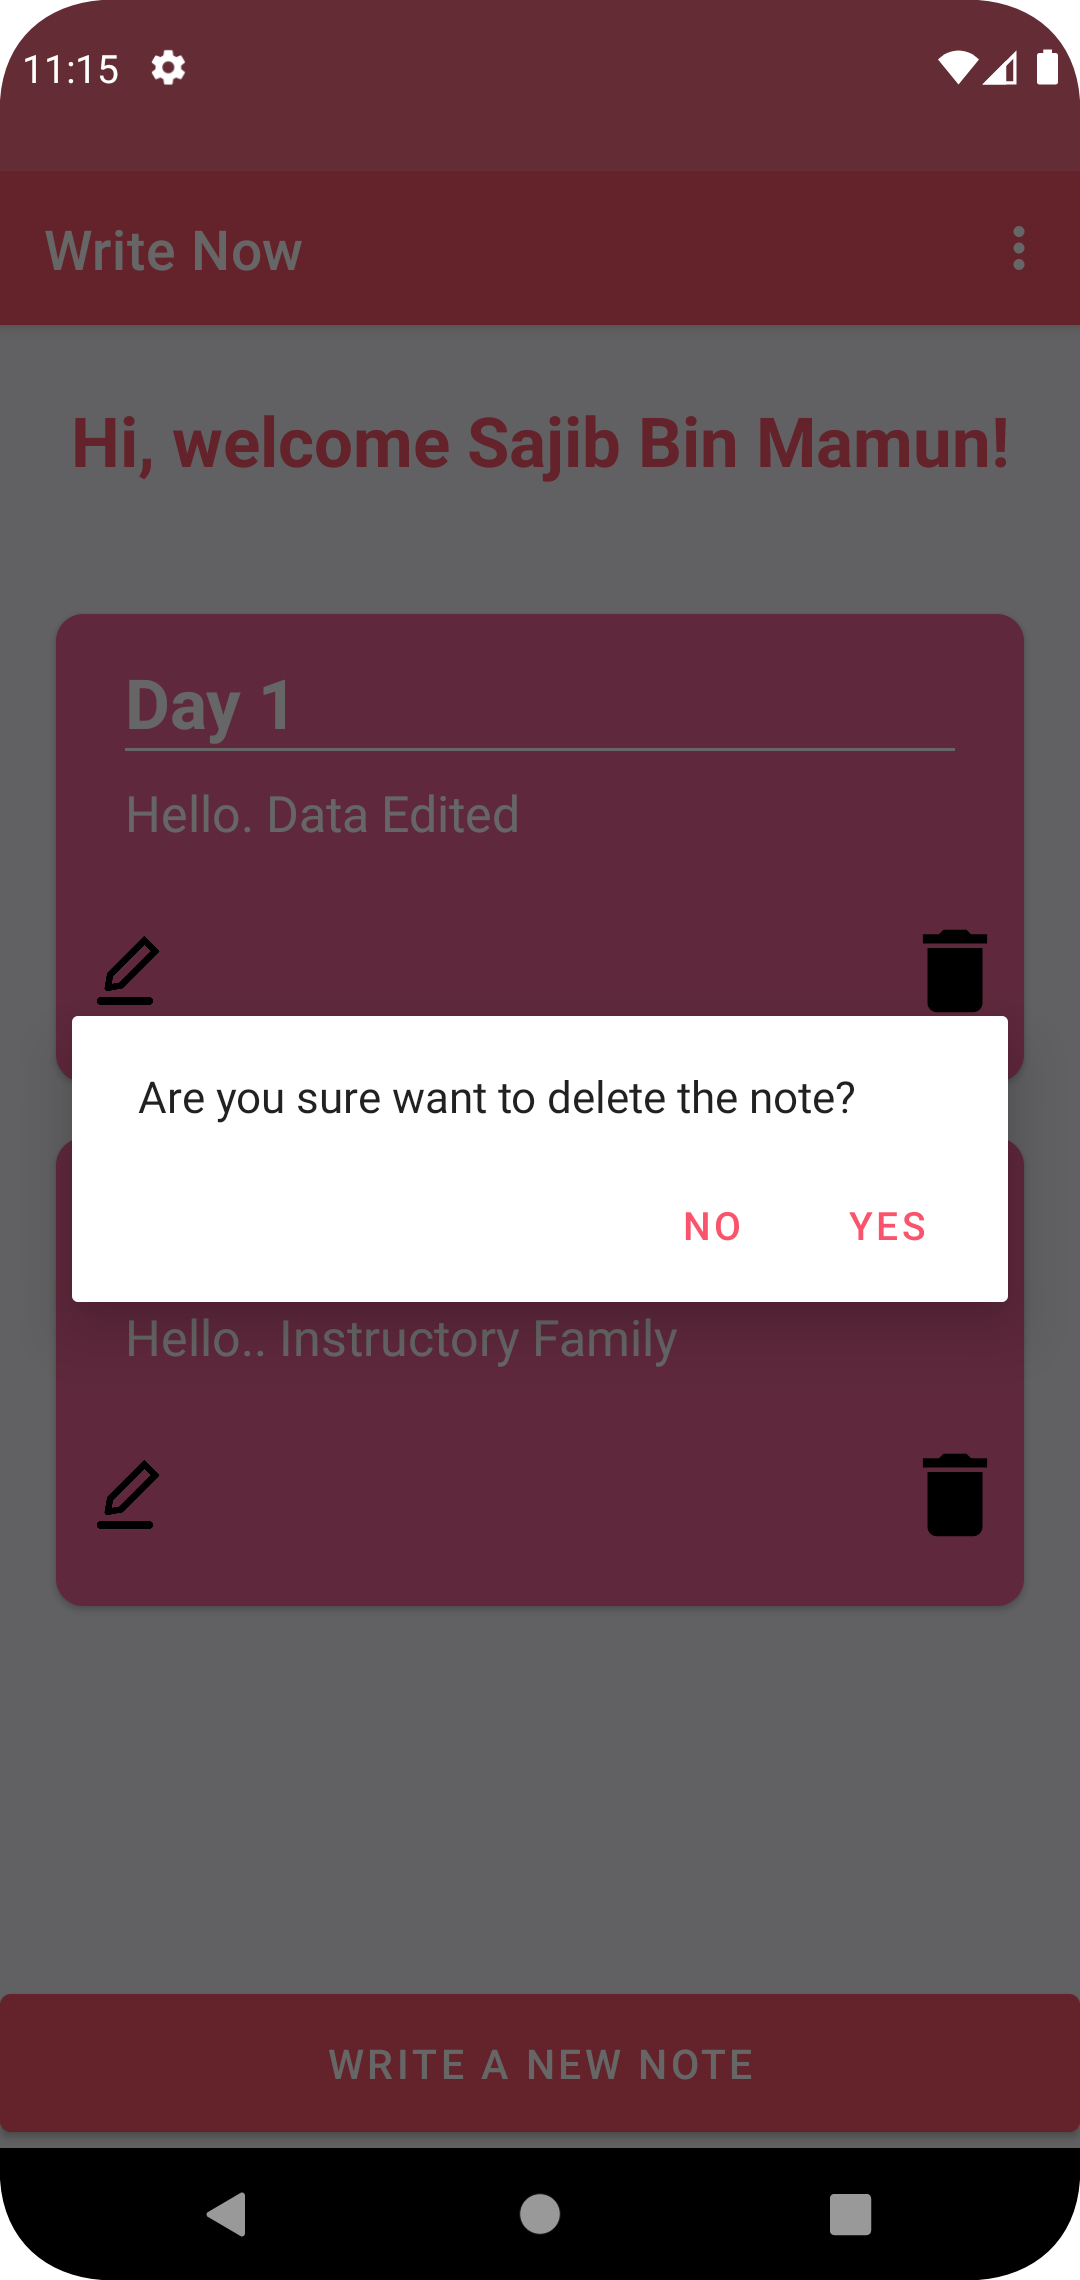 11:15
Write Now
Hi, welcome Sajib Bin Mamun!
Day 1
Hello. Data Edited
Are you sure want to delete the note?
NO YES
Hello.. Instructory Family
WRITE A NEW NOTE